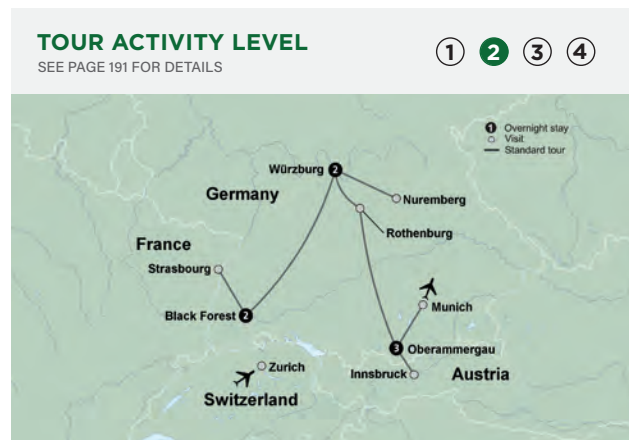 TOUR ACTIVITY LEVEL
SEE PAGE 191 FOR DETAILS
1 2 3 4
1 Overnight stay
Visit
Standard tour
Würzburg 2
Germany
Nuremberg
Rothenburg
France
Strasbourg
Black Forest 2
Munich
3 Oberammergau
Innsbruck
Austria
Zurich
Switzerland